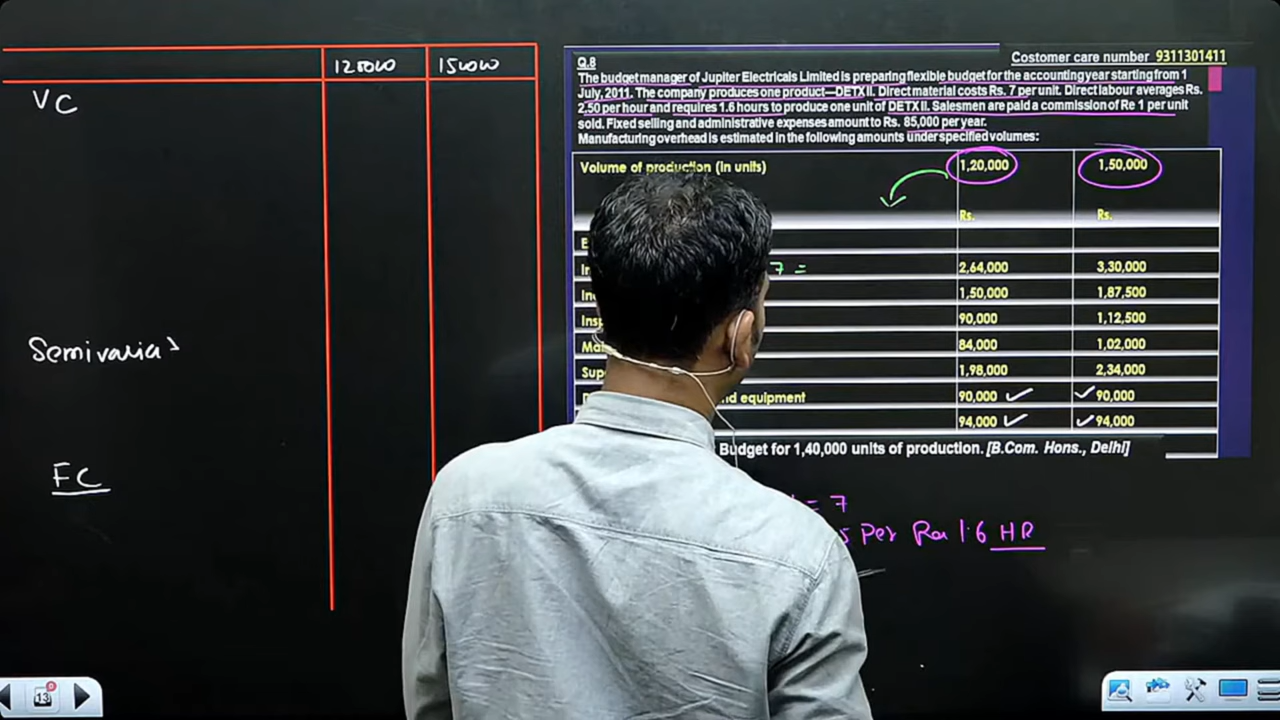 120000 150000
VC
Semivaria
FC
Costomer care number 9311301411
Q.8
The budget manager of Jupiter Electricals Limited is preparing flexible budget for the accounting year starting from 1
July, 2011. The company produces one product—DETX II. Direct material costs Rs. 7 per unit. Direct labour averages Rs.
2.50 per hour and requires 1.6 hours to produce one unit of DETX II. Salesmen are paid a commission of Re 1 per unit
sold. Fixed selling and administrative expenses amount to Rs. 85,000 per year.
Manufacturing overhead is estimated in the following amounts under specified volumes:
Volume of production (in units) 1,20,000 1,50,000
Rs. Rs.
7 = 2,64,000 3,30,000
1,50,000 1,87,500
90,000 1,12,500
84,000 1,02,000
1,98,000 2,34,000
equipment 90,000 90,000
94,000 94,000
Budget for 1,40,000 units of production. [B.Com. Hons., Delhi]
= 7
Per 1.6 HR
13